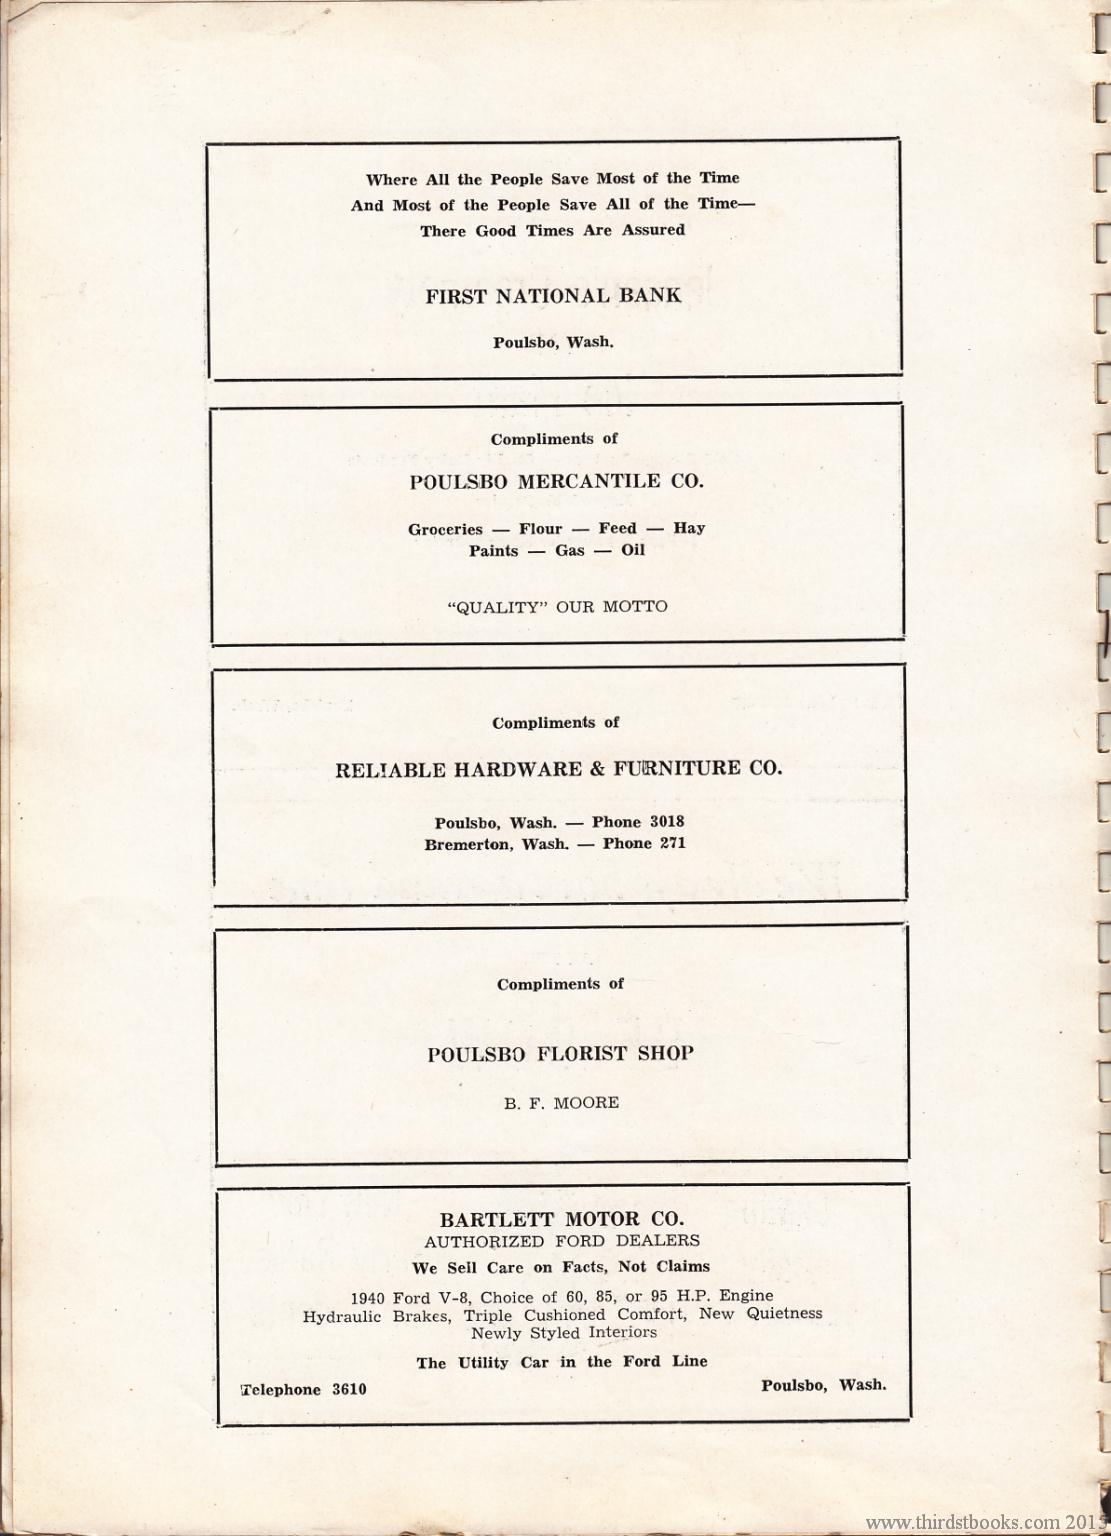 Where All the People Save Most of the Time
And Most of the People Save All of the Time—
There Good Times Are Assured
FIRST NATIONAL BANK
Poulsbo, Wash.
Compliments of
POULSBO MERCANTILE CO.
Groceries — Flour — Feed — Hay
Paints — Gas — Oil
“QUALITY” OUR MOTTO
Compliments of
RELIABLE HARDWARE & FURNITURE CO.
Poulsbo, Wash. — Phone 3018
Bremerton, Wash. — Phone 271
Compliments of
POULSBO FLORIST SHOP
B. F. MOORE
BARTLETT MOTOR CO.
AUTHORIZED FORD DEALERS
We Sell Care on Facts, Not Claims
1940 Ford V-8, Choice of 60, 85, or 95 H.P. Engine
Hydraulic Brakes, Triple Cushioned Comfort, New Quietness
Newly Styled Interiors
The Utility Car in the Ford Line
Telephone 3610 Poulsbo, Wash.
www.thirdstbooks.com 2013